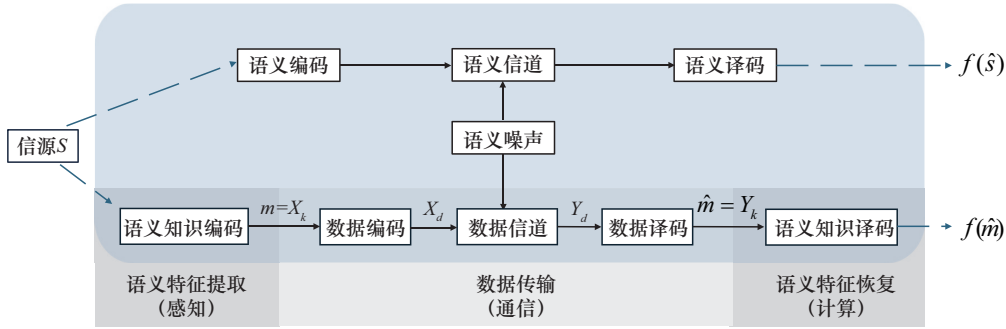 语义编码
语义信道
语义译码
f(ŝ)
信源S
语义噪声
语义知识编码
m=Xₖ
数据编码
X_d
数据信道
Y_d
数据译码
m̂ = Yₖ
语义知识译码
f(m̂)
语义特征提取
(感知)
数据传输
(通信)
语义特征恢复
(计算)